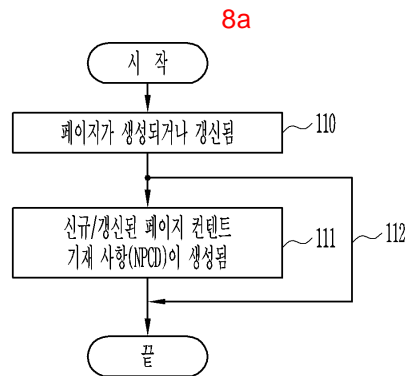 8a
시 작
페이지가 생성되거나 갱신됨
110
신규/갱신된 페이지 컨텐트
기재 사항(NPCD)이 생성됨
111
112
끝